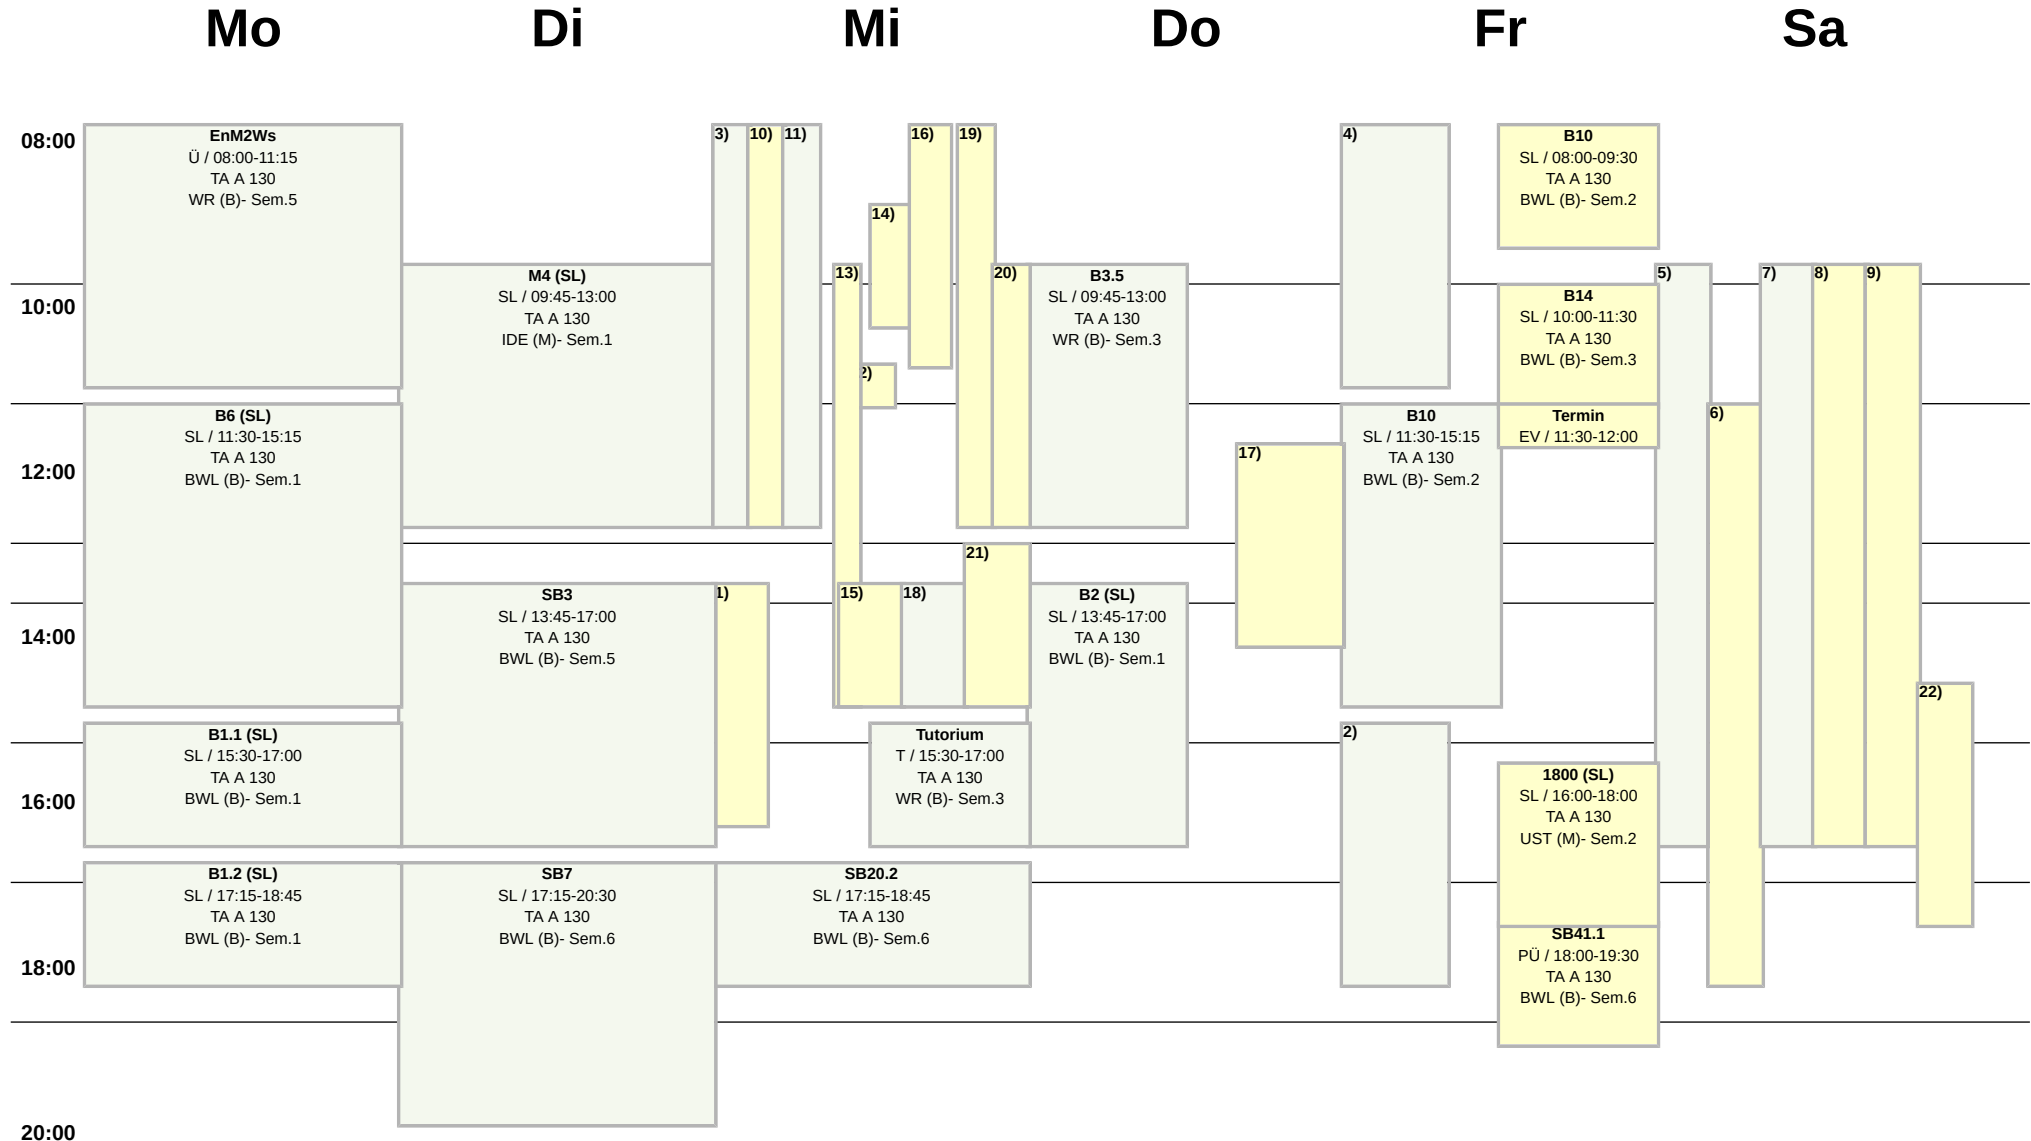 Mo Di Mi Do Fr Sa
08:00
10:00
12:00
14:00
16:00
18:00
20:00
EnM2Ws
Ü / 08:00-11:15
TA A 130
WR (B)- Sem.5
B6 (SL)
SL / 11:30-15:15
TA A 130
BWL (B)- Sem.1
B1.1 (SL)
SL / 15:30-17:00
TA A 130
BWL (B)- Sem.1
B1.2 (SL)
SL / 17:15-18:45
TA A 130
BWL (B)- Sem.1
M4 (SL)
SL / 09:45-13:00
TA A 130
IDE (M)- Sem.1
SB3
SL / 13:45-17:00
TA A 130
BWL (B)- Sem.5
SB7
SL / 17:15-20:30
TA A 130
BWL (B)- Sem.6
3)
10)
11)
1)
13)
14)
2)
16)
19)
20)
15)
18)
21)
Tutorium
T / 15:30-17:00
TA A 130
WR (B)- Sem.3
SB20.2
SL / 17:15-18:45
TA A 130
BWL (B)- Sem.6
B3.5
SL / 09:45-13:00
TA A 130
WR (B)- Sem.3
B2 (SL)
SL / 13:45-17:00
TA A 130
BWL (B)- Sem.1
17)
4)
B10
SL / 11:30-15:15
TA A 130
BWL (B)- Sem.2
2)
B10
SL / 08:00-09:30
TA A 130
BWL (B)- Sem.2
B14
SL / 10:00-11:30
TA A 130
BWL (B)- Sem.3
Termin
EV / 11:30-12:00
1800 (SL)
SL / 16:00-18:00
TA A 130
UST (M)- Sem.2
SB41.1
PÜ / 18:00-19:30
TA A 130
BWL (B)- Sem.6
5)
6)
7)
8)
9)
22)